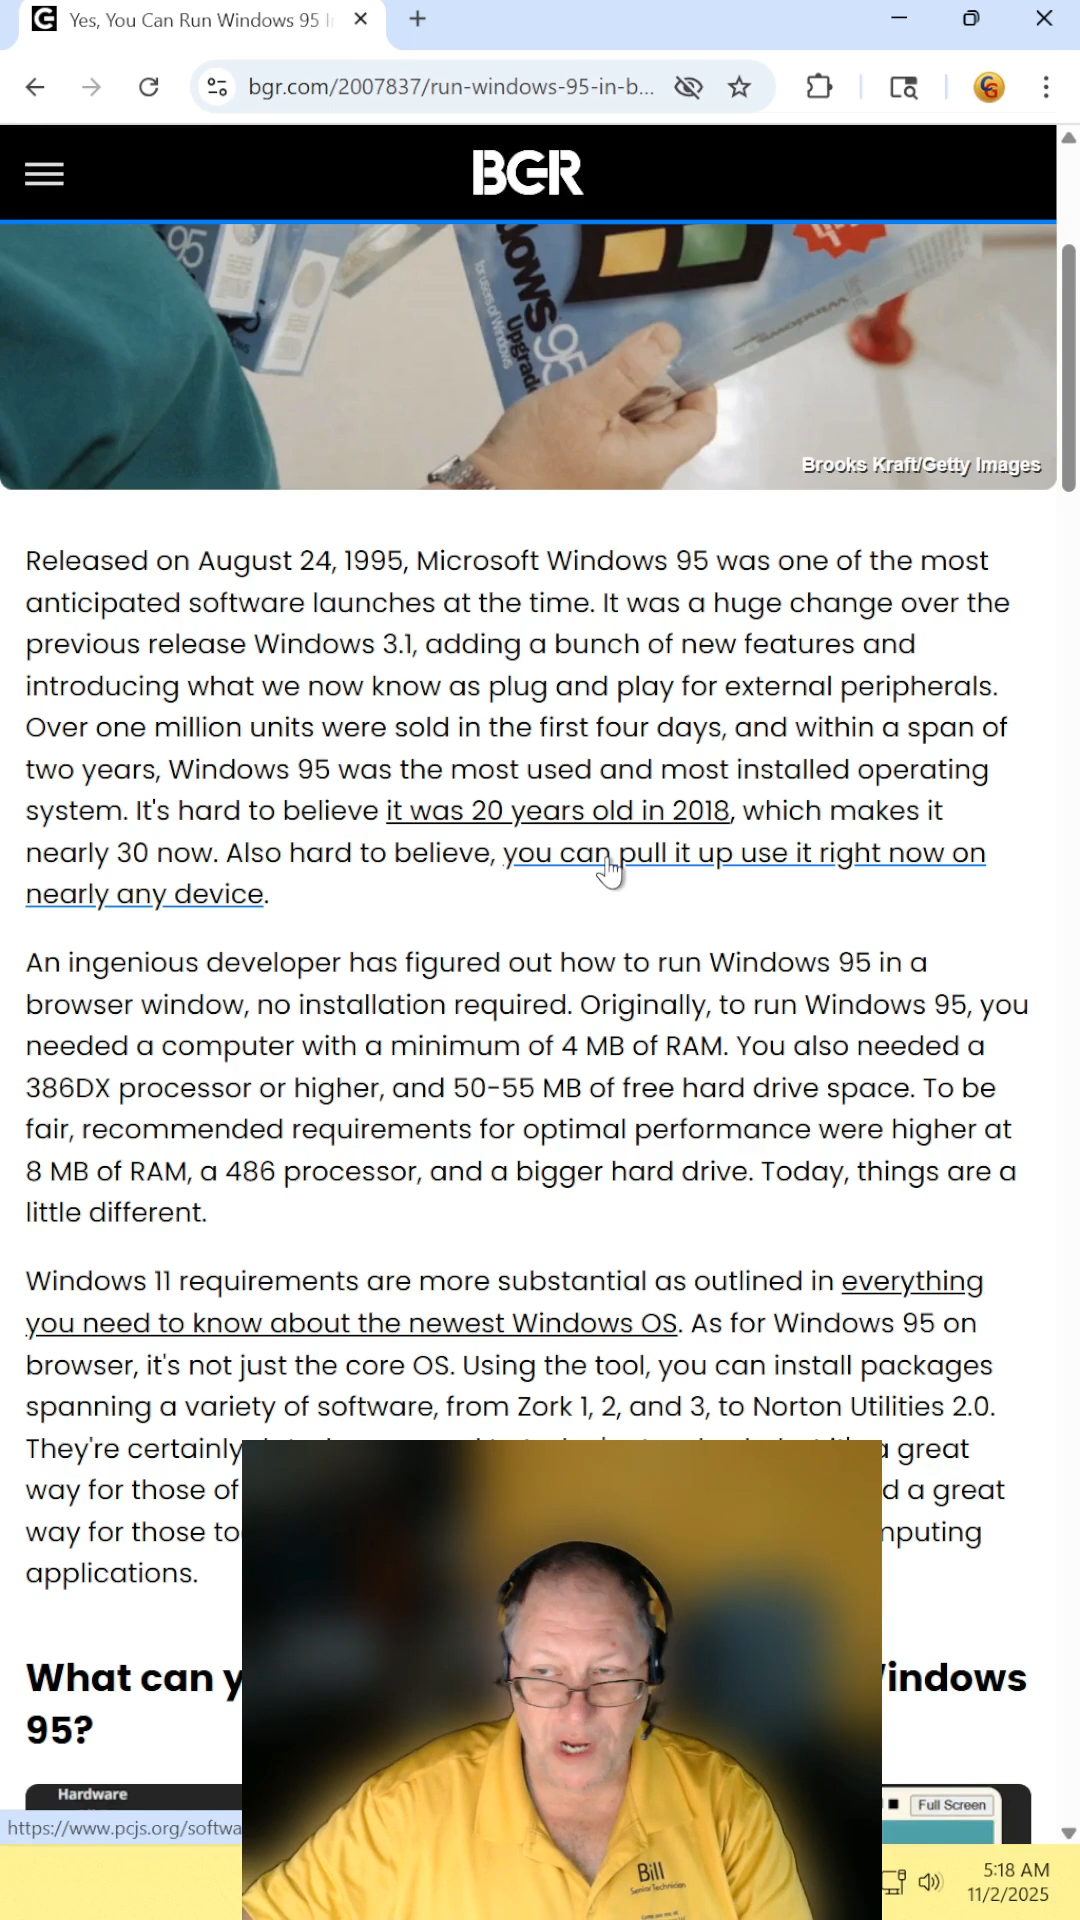 Yes, You Can Run Windows 95 I
bgr.com/2007837/run-windows-95-in-b...
BGR
95
dows 95
Upgrade
for users of Windows
Brooks Kraft/Getty Images
Released on August 24, 1995, Microsoft Windows 95 was one of the most
anticipated software launches at the time. It was a huge change over the
previous release Windows 3.1, adding a bunch of new features and
introducing what we now know as plug and play for external peripherals.
Over one million units were sold in the first four days, and within a span of
two years, Windows 95 was the most used and most installed operating
system. It's hard to believe it was 20 years old in 2018, which makes it
nearly 30 now. Also hard to believe, you can pull it up use it right now on
nearly any device.
An ingenious developer has figured out how to run Windows 95 in a
browser window, no installation required. Originally, to run Windows 95, you
needed a computer with a minimum of 4 MB of RAM. You also needed a
386DX processor or higher, and 50-55 MB of free hard drive space. To be
fair, recommended requirements for optimal performance were higher at
8 MB of RAM, a 486 processor, and a bigger hard drive. Today, things are a
little different.
Windows 11 requirements are more substantial as outlined in everything
you need to know about the newest Windows OS. As for Windows 95 on
browser, it's not just the core OS. Using the tool, you can install packages
spanning a variety of software, from Zork 1, 2, and 3, to Norton Utilities 2.0.
They're certainly a great
way for those of d a great
way for those to mputing
applications.
What can y indows
95?
Hardware
Full Screen
https://www.pcjs.org/softwa
Bill
Senior Technician
5:18 AM
11/2/2025